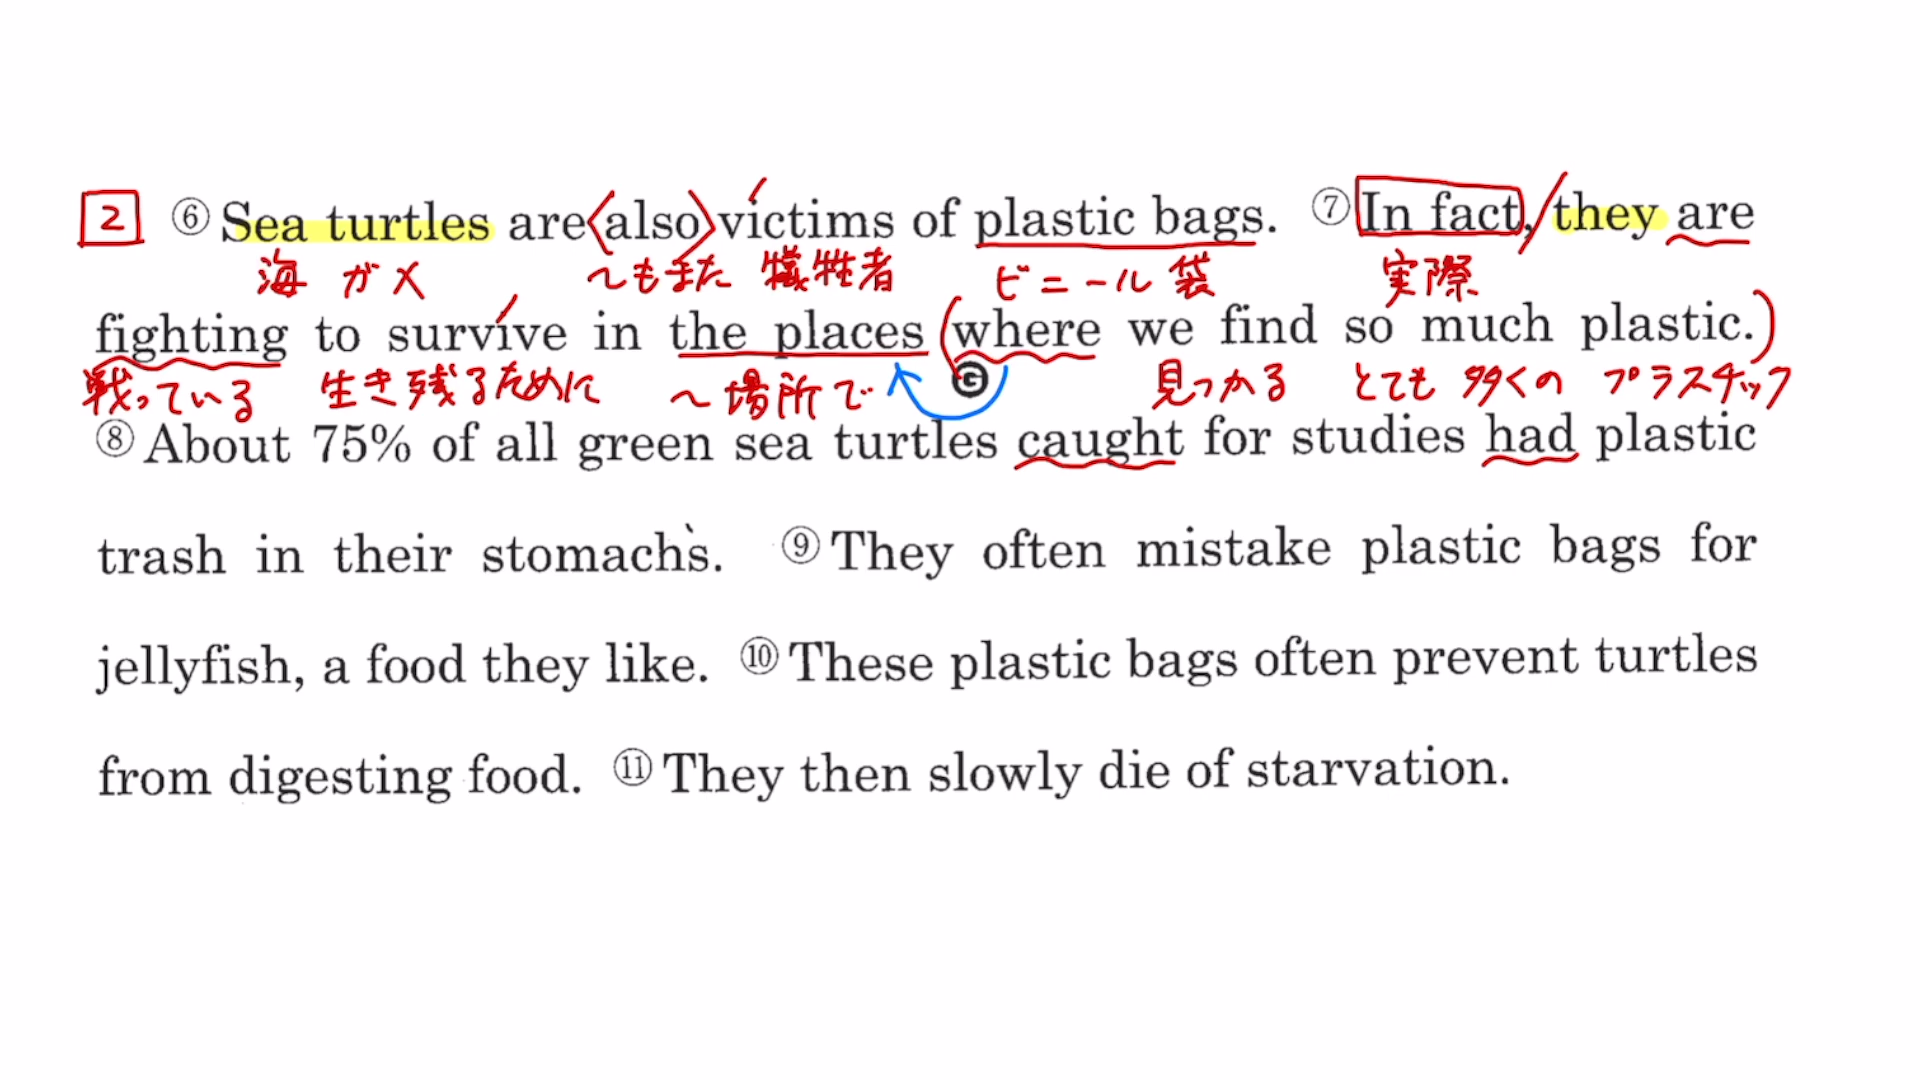 2 ⑥Sea turtles are〈also〉victims of plastic bags. ⑦In fact, they are
海ガメ ～もまた 犠牲者 ビニール袋 実際
fighting to survive in the places (where we find so much plastic.)
戦っている 生き残るために ～場所で G 見つかる とても多くの プラスチック
⑧About 75% of all green sea turtles caught for studies had plastic
trash in their stomachs. ⑨They often mistake plastic bags for
jellyfish, a food they like. ⑩These plastic bags often prevent turtles
from digesting food. ⑪They then slowly die of starvation.